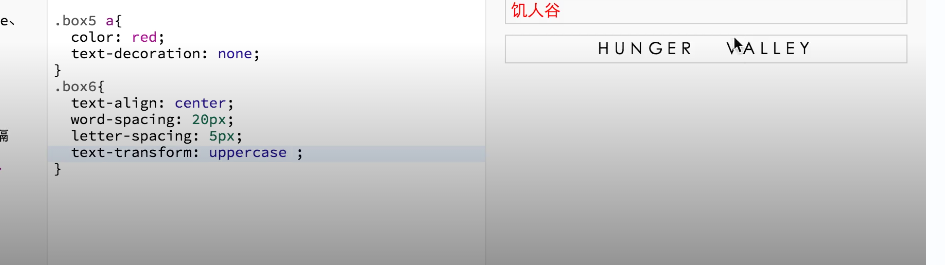 e、
隔
.box5 a{
color: red;
text-decoration: none;
}
.box6{
text-align: center;
word-spacing: 20px;
letter-spacing: 5px;
text-transform: uppercase ;
}
饥人谷
HUNGER VALLEY